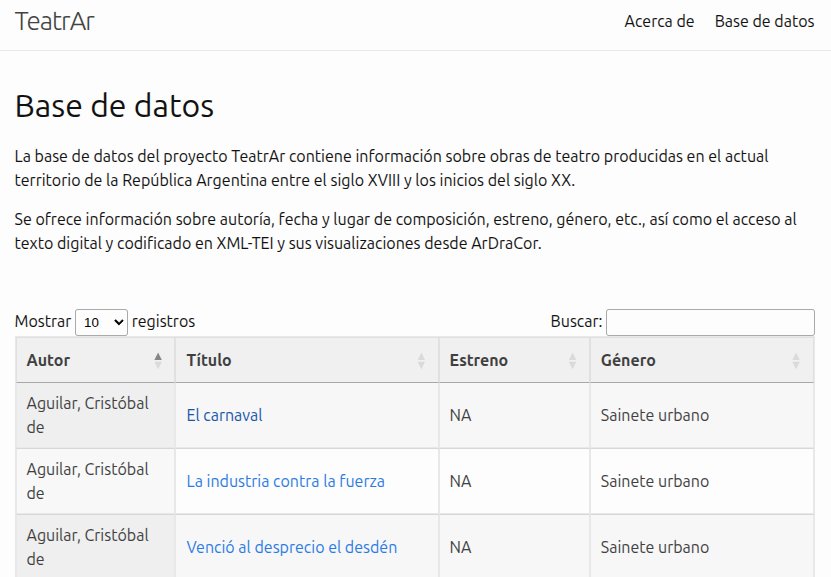 TeatrAr
Acerca de Base de datos
Base de datos
La base de datos del proyecto TeatrAr contiene información sobre obras de teatro producidas en el actual
territorio de la República Argentina entre el siglo XVIII y los inicios del siglo XX.
Se ofrece información sobre autoría, fecha y lugar de composición, estreno, género, etc., así como el acceso al
texto digital y codificado en XML-TEI y sus visualizaciones desde ArDraCor.
Mostrar 10 registros
Buscar:
Autor Título Estreno Género
Aguilar, Cristóbal
de
El carnaval NA Sainete urbano
Aguilar, Cristóbal
de
La industria contra la fuerza NA Sainete urbano
Aguilar, Cristóbal
de
Venció al desprecio el desdén NA Sainete urbano